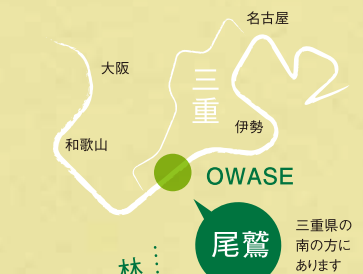 名古屋
大阪
三重
伊勢
和歌山
OWASE
尾鷲
三重県の
南の方に
あります
林